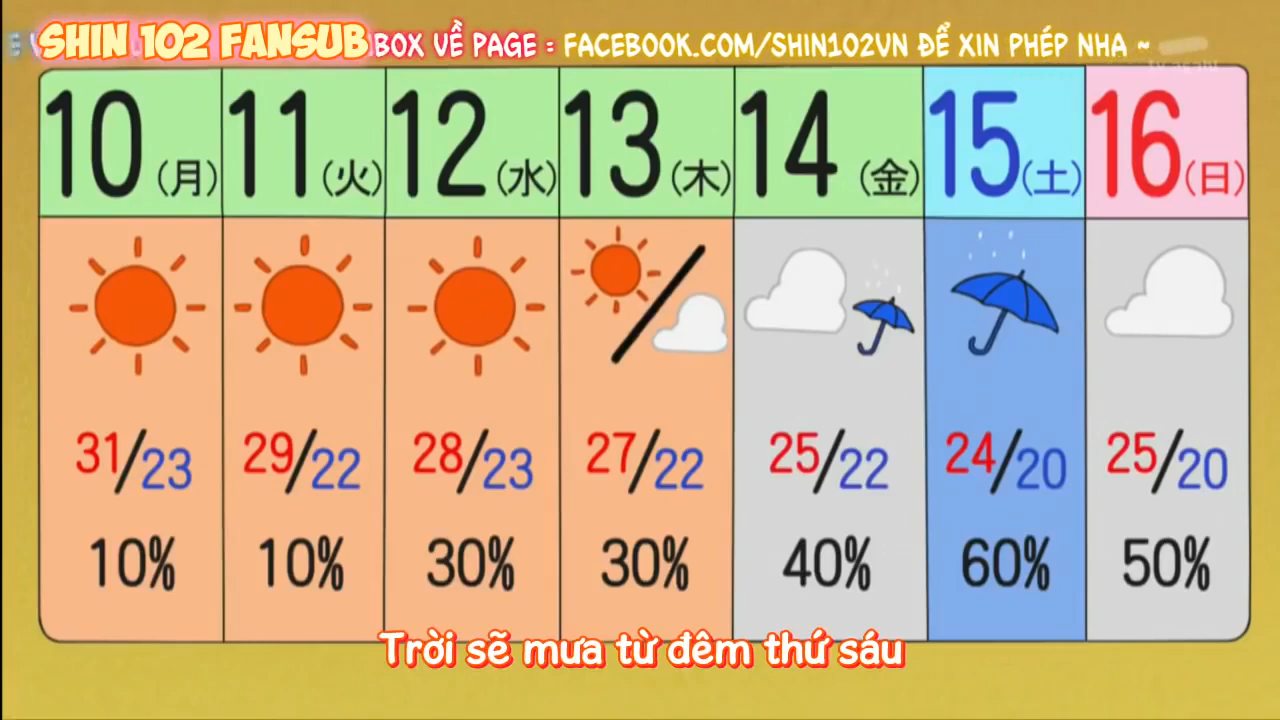 SHIN 102 FANSUB BOX VỀ PAGE : FACEBOOK.COM/SHIN102VN ĐỂ XIN PHÉP NHA ~
10(月) 11(火) 12(水) 13(木) 14(金) 15(土) 16(日)
31/23 29/22 28/23 27/22 25/22 24/20 25/20
10% 10% 30% 30% 40% 60% 50%
Trời sẽ mưa từ đêm thứ sáu